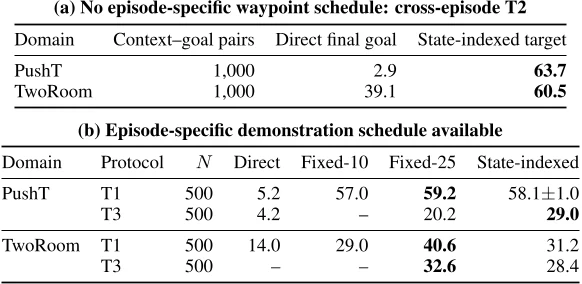 (a) No episode-specific waypoint schedule: cross-episode T2
Domain Context–goal pairs Direct final goal State-indexed target
PushT 1,000 2.9 63.7
TwoRoom 1,000 39.1 60.5
(b) Episode-specific demonstration schedule available
Domain Protocol N Direct Fixed-10 Fixed-25 State-indexed
PushT T1 500 5.2 57.0 59.2 58.1±1.0
T3 500 4.2 – 20.2 29.0
TwoRoom T1 500 14.0 29.0 40.6 31.2
T3 500 – – 32.6 28.4